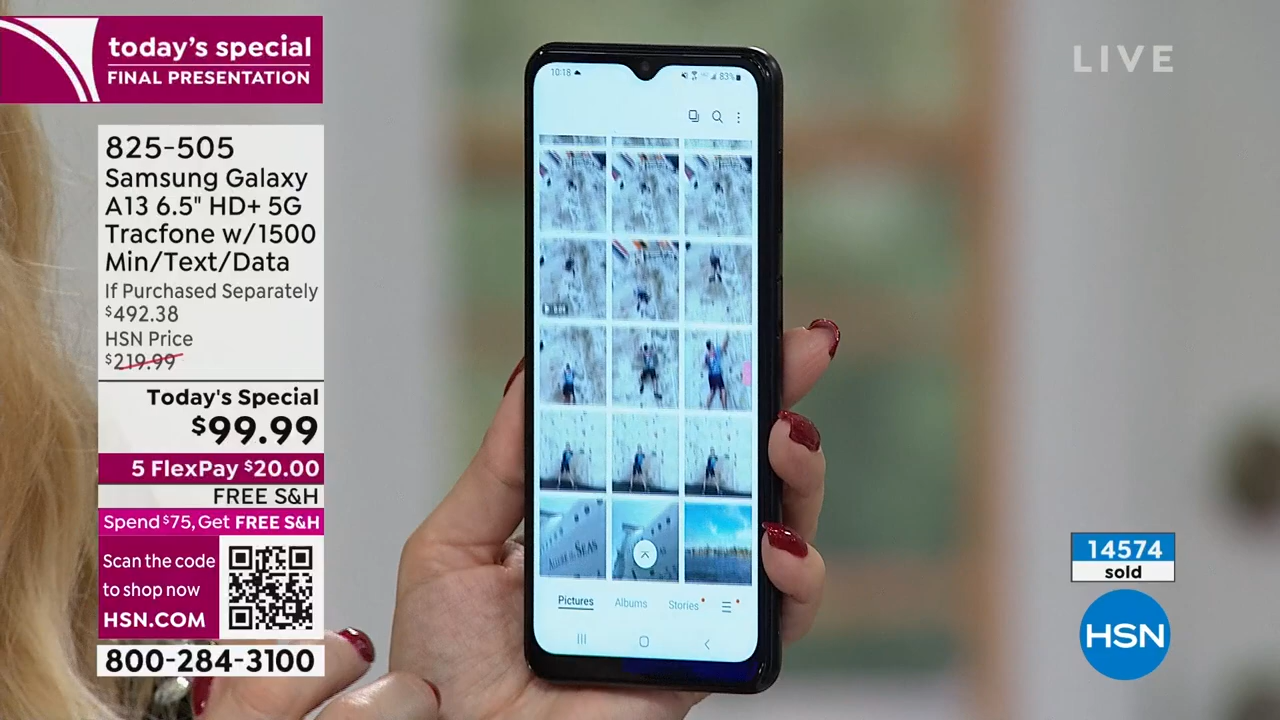 today's special
FINAL PRESENTATION
LIVE
825-505
Samsung Galaxy
A13 6.5" HD+ 5G
Tracfone w/1500
Min/Text/Data
If Purchased Separately
$492.38
HSN Price
$219.99
Today's Special
$99.99
5 FlexPay $20.00
FREE S&H
Spend $75, Get FREE S&H
Scan the code
to shop now
HSN.COM
800-284-3100
10:18
83%
SEAS
Pictures Albums Stories
14574
sold
HSN